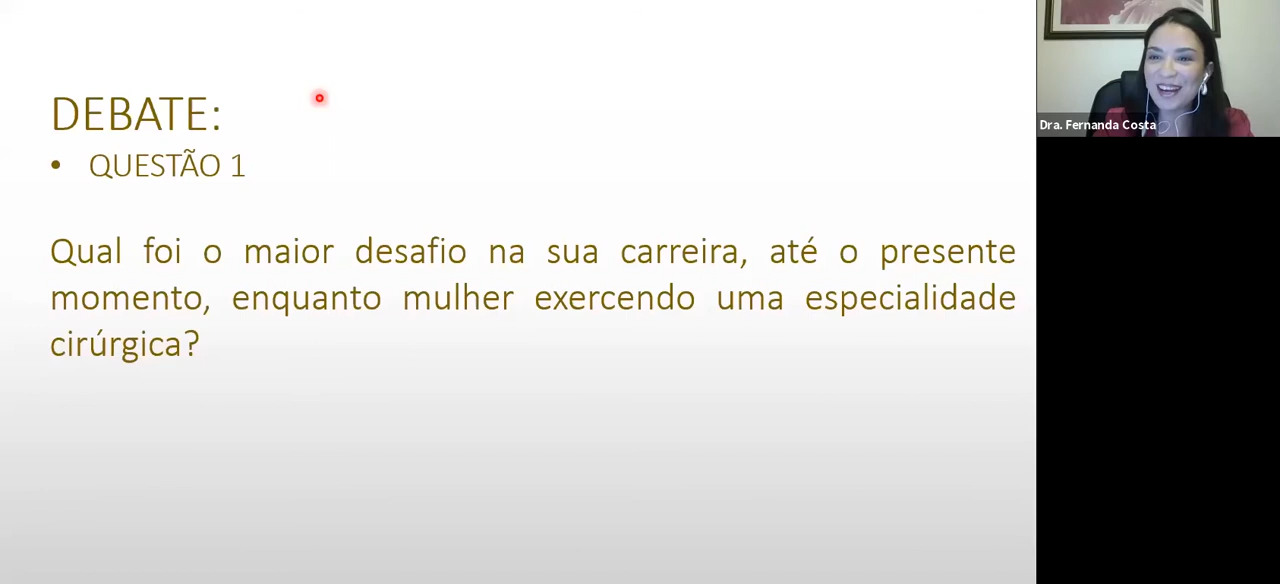 DEBATE:
• QUESTÃO 1
Qual foi o maior desafio na sua carreira, até o presente
momento, enquanto mulher exercendo uma especialidade
cirúrgica?
Dra. Fernanda Costa